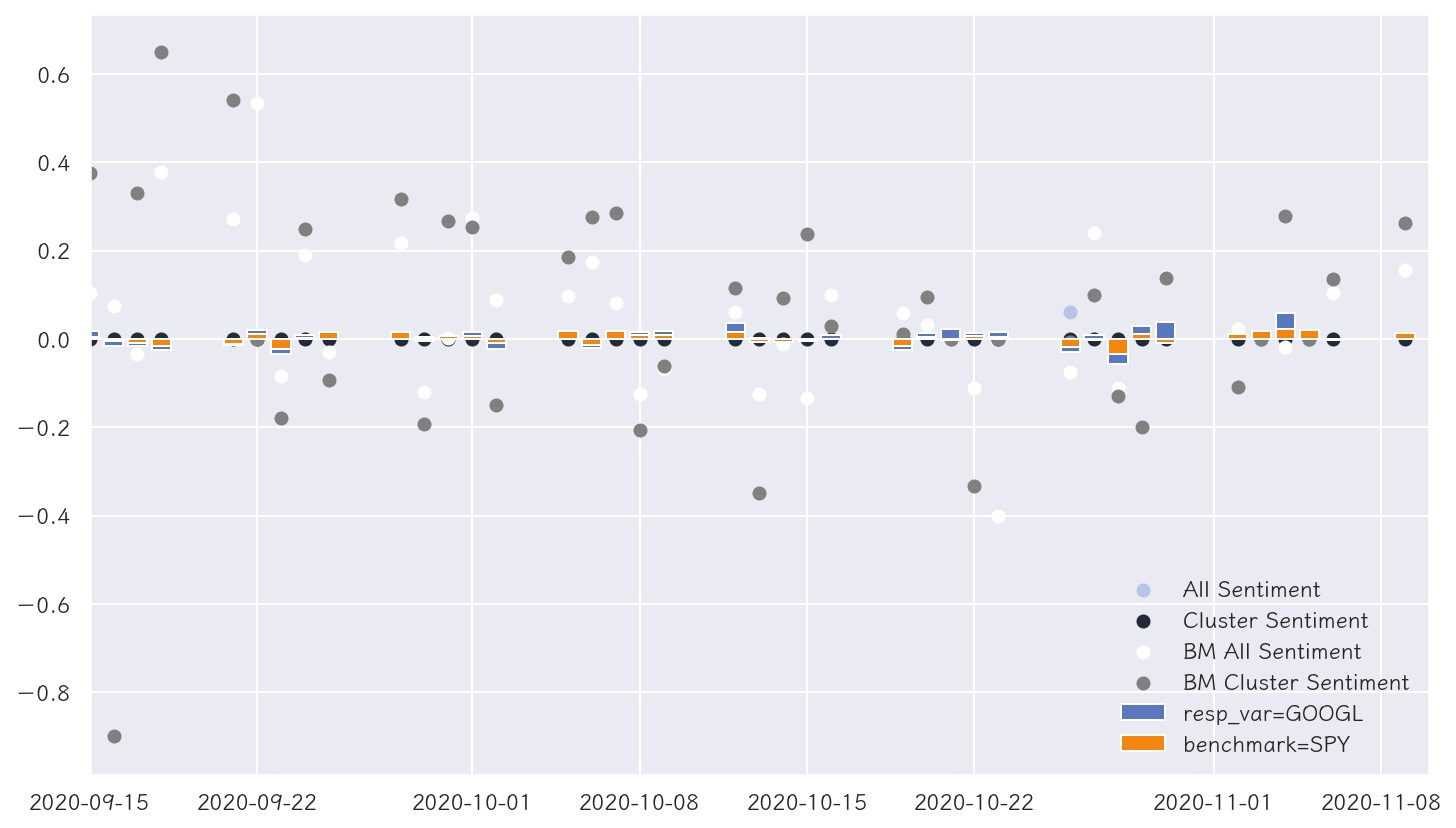 0.6
0.4
0.2
0.0
−0.2
−0.4
−0.6
−0.8
All Sentiment
Cluster Sentiment
BM All Sentiment
BM Cluster Sentiment
resp_var=GOOGL
benchmark=SPY
2020-09-15 2020-09-22 2020-10-01 2020-10-08 2020-10-15 2020-10-22 2020-11-01 2020-11-08